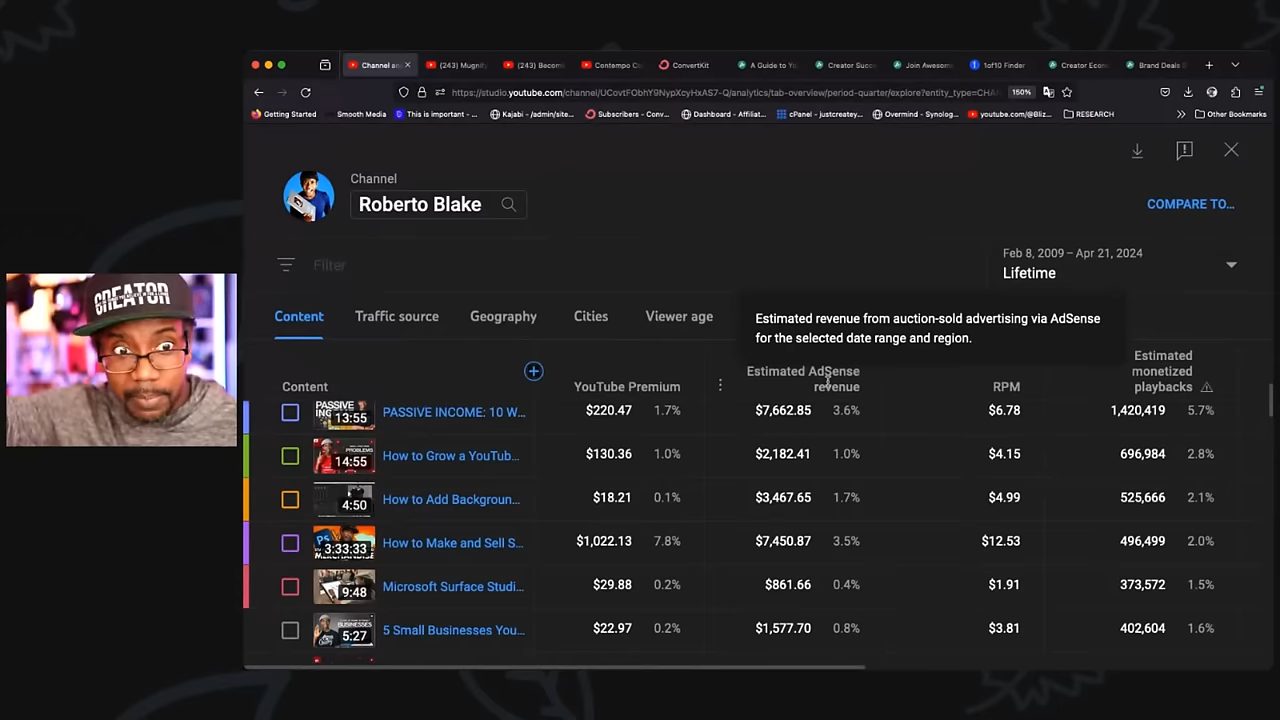 Channel an
(243) Mugni
(243) Becom
Contempo Cu
ConvertKit
A Guide to Y
Creator Succ
Join Awesom
1of10 Finder
Creator Econ
Brand Deals
https://studio.youtube.com/channel/UCovtFObhY9NypXcyHxAS7-Q/analytics/tab-overview/period-quarter/explore?entity_type=CHA
150%
Getting Started
Smooth Media
This is important - ...
Kajabi - /admin/site...
Subscribers - Conv...
Dashboard - Affiliat...
cPanel - justcreatey...
Overmind - Synolog...
youtube.com/@Bliz...
RESEARCH
Other Bookmarks
Channel
Roberto Blake
COMPARE TO...
Filter
Feb 8, 2009 – Apr 21, 2024
Lifetime
CREATOR
Content
Traffic source
Geography
Cities
Viewer age
Estimated revenue from auction-sold advertising via AdSense
for the selected date range and region.
Content
YouTube Premium
Estimated AdSense
revenue
RPM
Estimated
monetized
playbacks
PASSIVE
13:55
PASSIVE INCOME: 10 W...
$220.47 1.7%
$7,662.85 3.6%
$6.78
1,420,419 5.7%
14:55
How to Grow a YouTub...
$130.36 1.0%
$2,182.41 1.0%
$4.15
696,984 2.8%
4:50
How to Add Backgroun...
$18.21 0.1%
$3,467.65 1.7%
$4.99
525,666 2.1%
Ps
3:33:33
How to Make and Sell S...
$1,022.13 7.8%
$7,450.87 3.5%
$12.53
496,499 2.0%
9:48
Microsoft Surface Studi...
$29.88 0.2%
$861.66 0.4%
$1.91
373,572 1.5%
5:27
5 Small Businesses You...
$22.97 0.2%
$1,577.70 0.8%
$3.81
402,604 1.6%